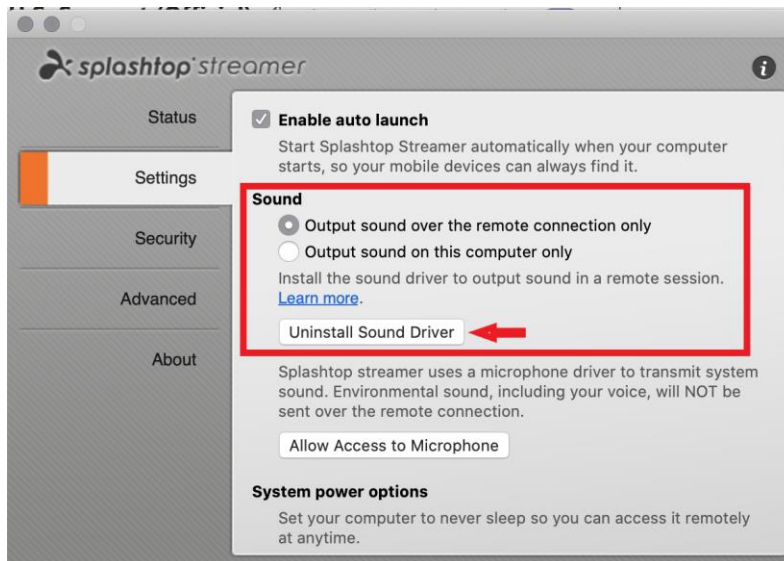 splashtop streamer
Status
Settings
Security
Advanced
About
Enable auto launch
Start Splashtop Streamer automatically when your computer
starts, so your mobile devices can always find it.
Sound
Output sound over the remote connection only
Output sound on this computer only
Install the sound driver to output sound in a remote session.
Learn more.
Uninstall Sound Driver
Splashtop streamer uses a microphone driver to transmit system
sound. Environmental sound, including your voice, will NOT be
sent over the remote connection.
Allow Access to Microphone
System power options
Set your computer to never sleep so you can access it remotely
at anytime.